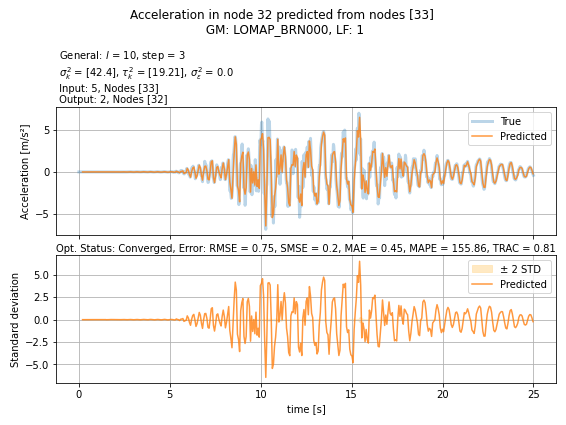 Acceleration in node 32 predicted from nodes [33]
GM: LOMAP_BRN000, LF: 1
General: l = 10, step = 3
σ²ₖ = [42.4], τ²ₖ = [19.21], σ²ε = 0.0
Input: 5, Nodes [33]
Output: 2, Nodes [32]
Acceleration [m/s²]
5
0
−5
True
Predicted
Opt. Status: Converged, Error: RMSE = 0.75, SMSE = 0.2, MAE = 0.45, MAPE = 155.86, TRAC = 0.81
Standard deviation
5.0
2.5
0.0
−2.5
−5.0
± 2 STD
Predicted
0 5 10 15 20 25
time [s]